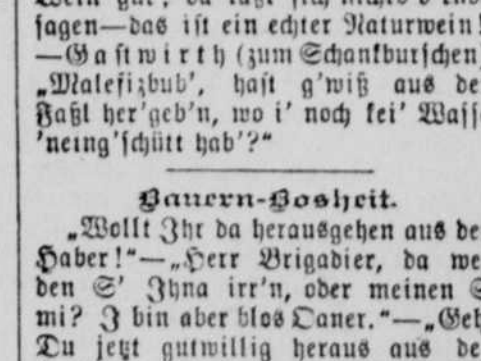 sagen—das ist ein echter Naturwein!
—Gastwirth (zum Schankburschen)
„Malefizbub', hast g'wiß aus de
Faßl her'geb'n, wo i' noch kei' Wass
'neing'schütt hab'?"
Bauern-Bosheit.
„Wollt Ihr da herausgehen aus de
Haber!"—„Herr Brigadier, da we
den S' Ihna irr'n, oder meinen S
mi? I bin aber blos Oaner."—„Geh
Du jetzt gutwillig heraus aus de